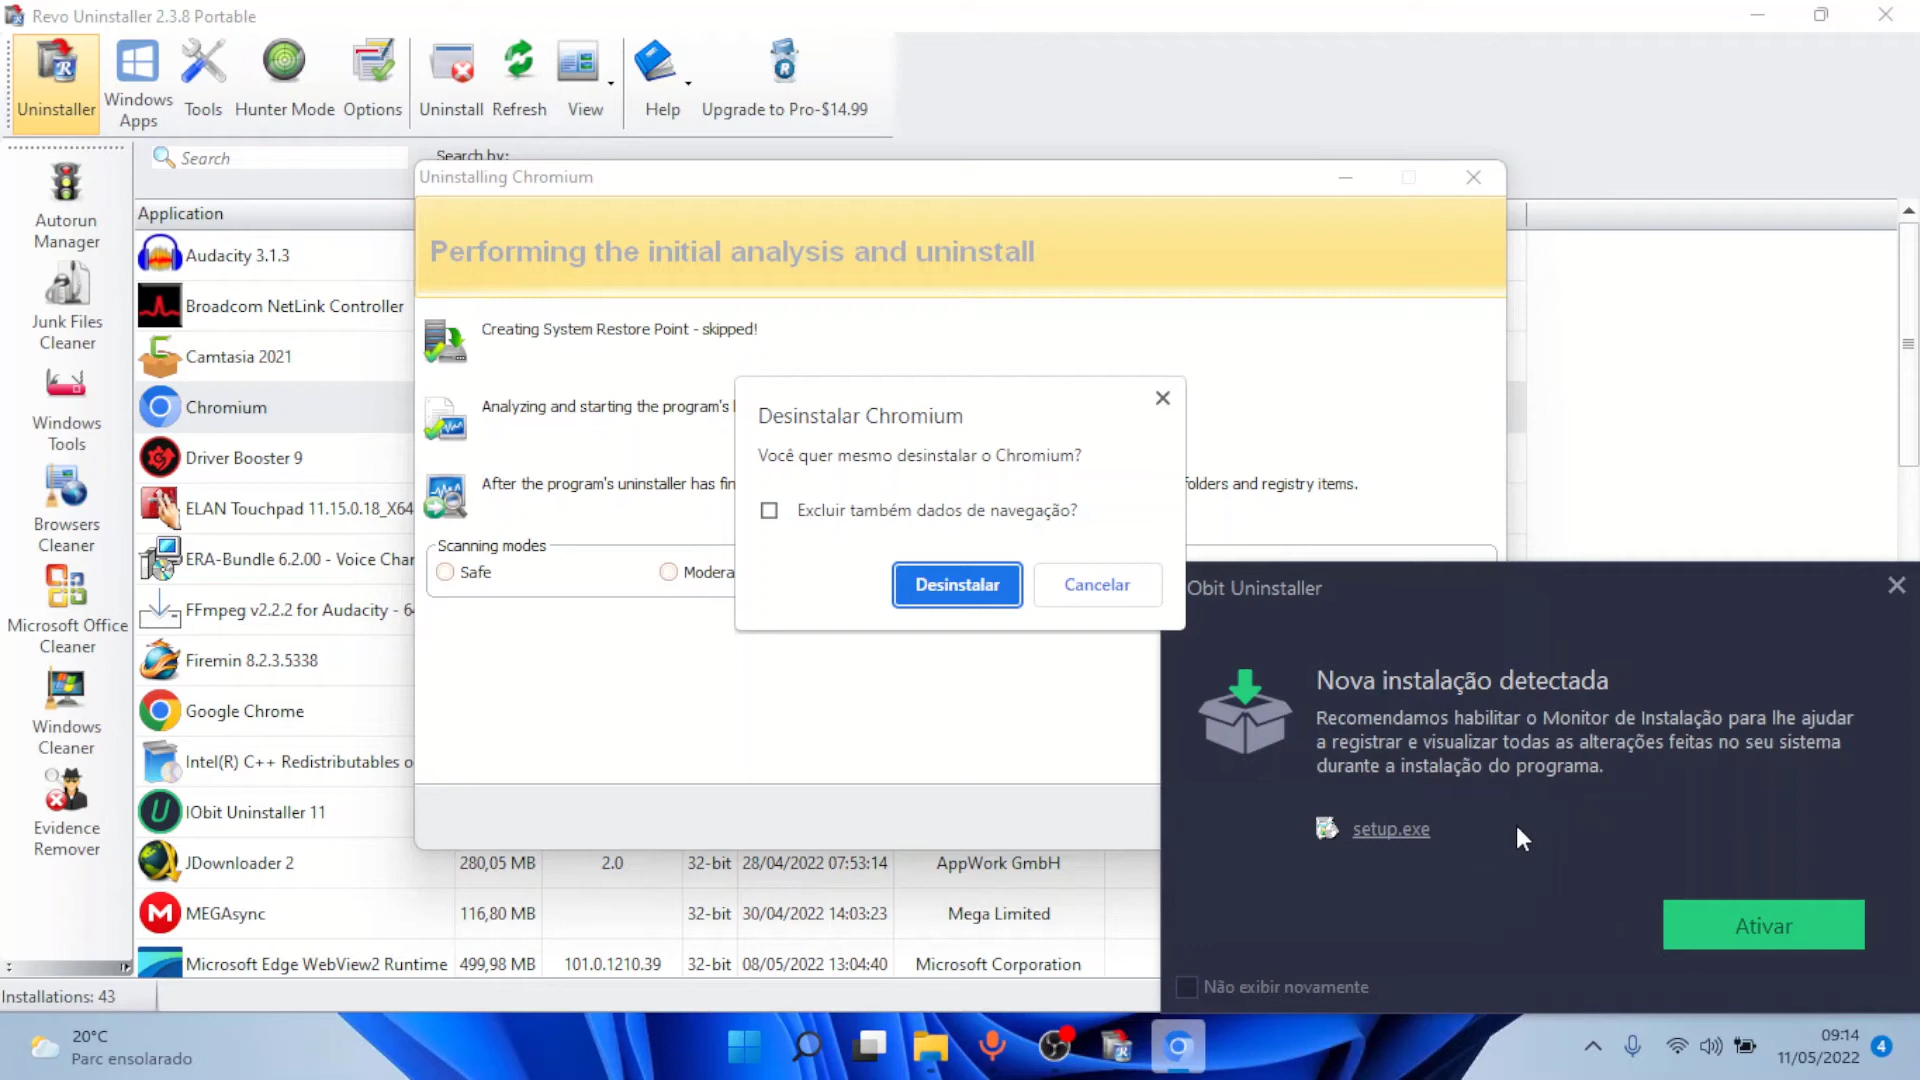 Revo Uninstaller 2.3.8 Portable
Uninstaller
Windows Apps
Tools
Hunter Mode
Options
Uninstall
Refresh
View
Help
Upgrade to Pro-$14.99
Search
Search by:
Autorun Manager
Junk Files Cleaner
Windows Tools
Browsers Cleaner
Microsoft Office Cleaner
Windows Cleaner
Evidence Remover
Application
Audacity 3.1.3
Broadcom NetLink Controller
Camtasia 2021
Chromium
Driver Booster 9
ELAN Touchpad 11.15.0.18_X64
ERA-Bundle 6.2.00 - Voice Char
FFmpeg v2.2.2 for Audacity - 64
Firemin 8.2.3.5338
Google Chrome
Intel(R) C++ Redistributables o
IObit Uninstaller 11
JDownloader 2 280,05 MB 2.0 32-bit 28/04/2022 07:53:14 AppWork GmbH
MEGAsync 116,80 MB 32-bit 30/04/2022 14:03:23 Mega Limited
Microsoft Edge WebView2 Runtime 499,98 MB 101.0.1210.39 32-bit 08/05/2022 13:04:40 Microsoft Corporation
Installations: 43
Uninstalling Chromium
Performing the initial analysis and uninstall
Creating System Restore Point - skipped!
Analyzing and starting the program's
After the program's uninstaller has fin
folders and registry items.
Scanning modes
Safe
Modera
Desinstalar Chromium
Você quer mesmo desinstalar o Chromium?
Excluir também dados de navegação?
Desinstalar
Cancelar
Obit Uninstaller
Nova instalação detectada
Recomendamos habilitar o Monitor de Instalação para lhe ajudar
a registrar e visualizar todas as alterações feitas no seu sistema
durante a instalação do programa.
setup.exe
Ativar
Não exibir novamente
20°C
Parc ensolarado
09:14
11/05/2022
4